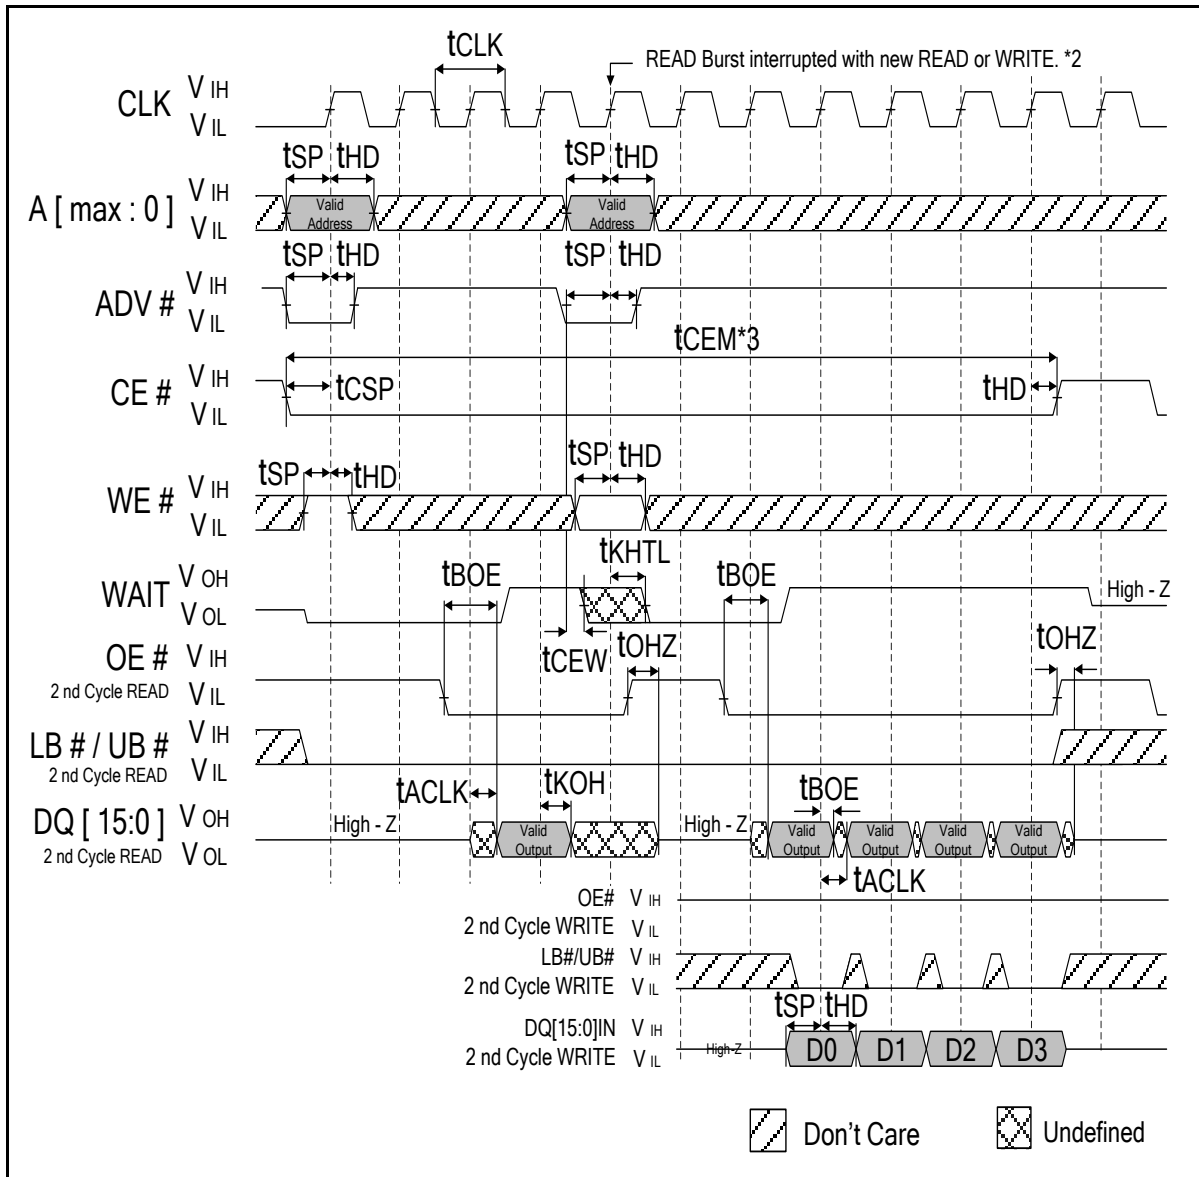 tCLK
READ Burst interrupted with new READ or WRITE. *2
CLK V IH
V IL
tSP tHD tSP tHD
A [ max : 0 ] V IH
V IL
Valid Address
Valid Address
tSP tHD tSP tHD
ADV # V IH
V IL
tCEM*3
CE # V IH
V IL
tCSP tHD
tSP tHD tSP tHD
WE # V IH
V IL
tKHTL
tBOE tBOE
WAIT V OH
V OL
High - Z
tCEW tOHZ tOHZ
OE # V IH
2 nd Cycle READ V IL
LB # / UB # V IH
2 nd Cycle READ V IL
tACLK tKOH tBOE
DQ [ 15:0 ] V OH
2 nd Cycle READ V OL
High - Z
Valid Output
High - Z
Valid Output
Valid Output
Valid Output
Valid Output
tACLK
OE# V IH
2 nd Cycle WRITE V IL
LB#/UB# V IH
2 nd Cycle WRITE V IL
tSP tHD
DQ[15:0]IN V IH
2 nd Cycle WRITE V IL
High-Z
D0 D1 D2 D3
Don't Care Undefined